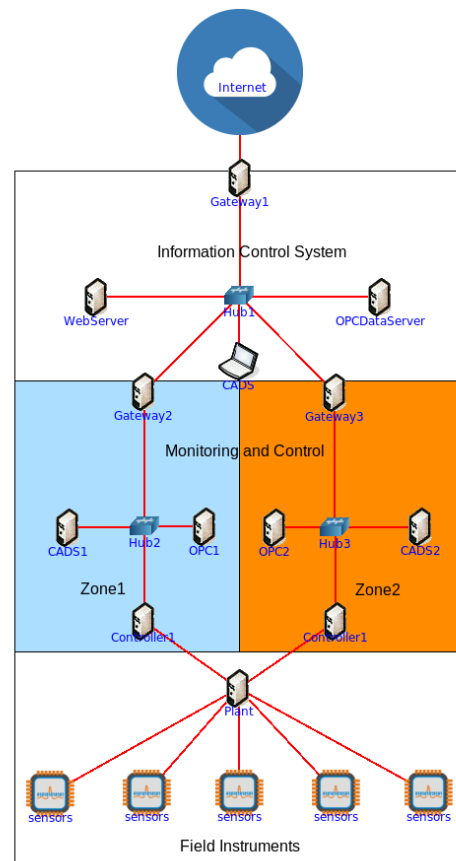 Internet
Gateway1
Information Control System
WebServer
Hub1
OPCDataServer
CADS
Gateway2
Gateway3
Monitoring and Control
CADS1
Hub2
OPC1
OPC2
Hub3
CADS2
Zone1
Zone2
Controller1
Controller1
Plant
sensors
sensors
sensors
sensors
sensors
Field Instruments